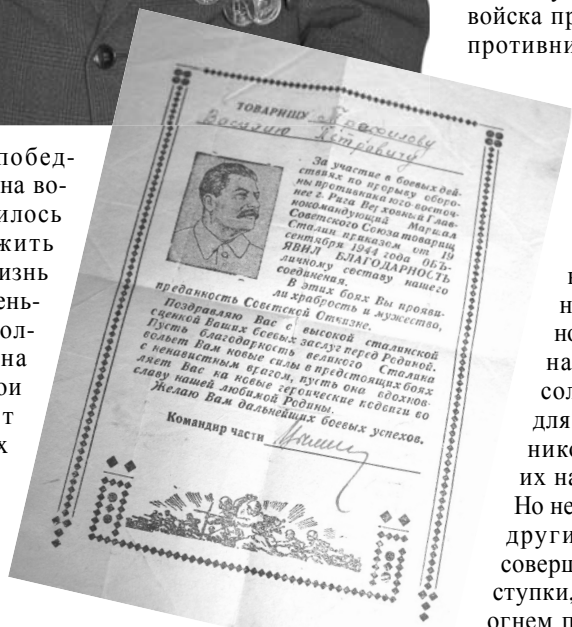 войска пр
противни
побед-
на во-
илось
жить
изнь
ень-
ол-
на
ри
т
х
ТОВАРИЩУ
Василию Петровичу
За участие в боевых дей-
ствиях по прорыву оборо-
ны противника юго-восточ-
нее г. Рига Верховный Глав-
нокомандующий Маршал
Советского Союза товарищ
Сталин приказом от 19
сентября 1944 года ОБЪ-
ЯВИЛ БЛАГОДАРНОСТЬ
личному составу нашего
соединения.
В этих боях Вы прояви-
ли храбрость и мужество,
преданность Советской Отчизне.
Поздравляю Вас с высокой сталинской
оценкой Ваших боевых заслуг перед Родиной.
Пусть благодарность великого Сталина
вольет Вам новые силы в предстоящих боях
с ненавистным врагом, пусть она вдохнов-
ляет Вас на новые героические подвиги во
славу нашей любимой Родины.
Желаю Вам дальнейших боевых успехов.
Командир части
н
но
на
сол
для
нико
их на
Но не
други
соверш
ступки,
огнем п